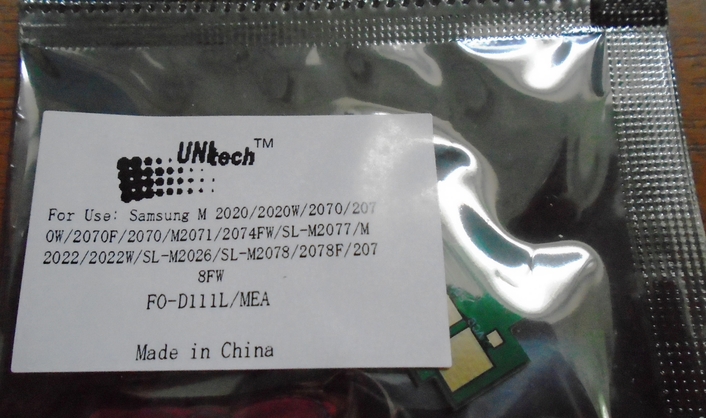 UNItech™
For Use: Samsung M 2020/2020W/2070/207
0W/2070F/2070/M2071/2074FW/SL-M2077/M
2022/2022W/SL-M2026/SL-M2078/2078F/207
8FW
FO-D111L/MEA
Made in China